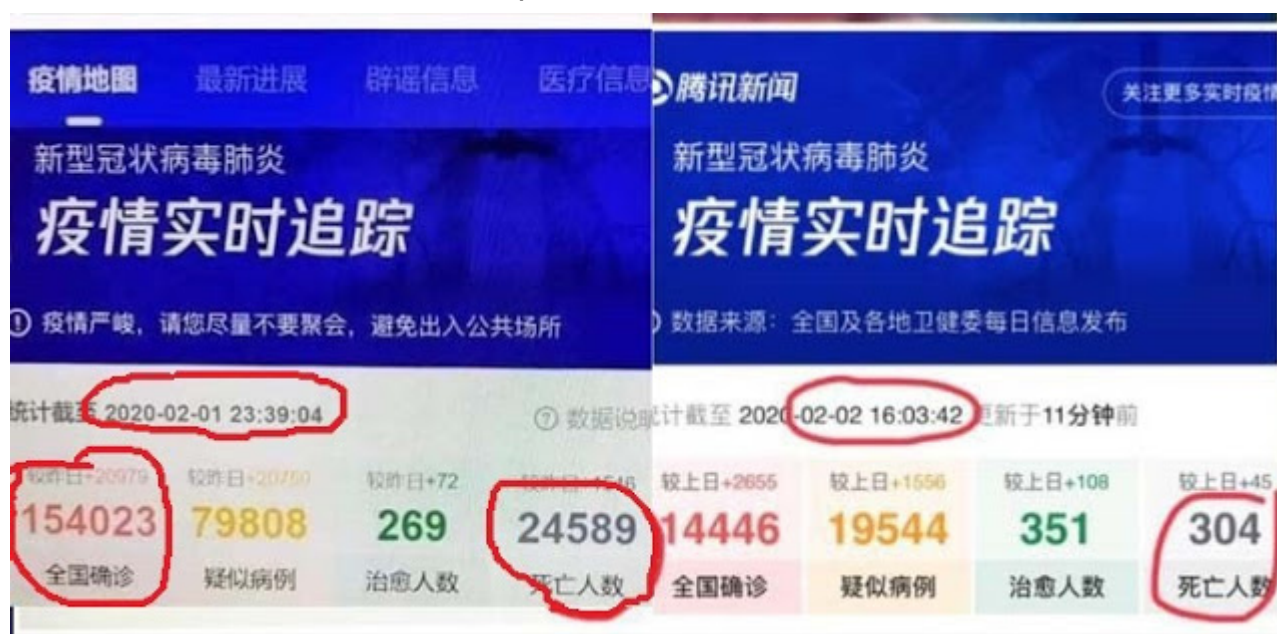 疫情地图 最新进展 辟谣信息 医疗信息
新型冠状病毒肺炎
疫情实时追踪
疫情严峻，请您尽量不要聚会，避免出入公共场所
统计截至 2020-02-01 23:39:04 数据说
较昨日+20979 较昨日+20760 较昨日+72
154023 79808 269 24589
全国确诊 疑似病例 治愈人数 死亡人数
腾讯新闻 关注更多实时疫情
新型冠状病毒肺炎
疫情实时追踪
数据来源：全国及各地卫健委每日信息发布
计截至 2020-02-02 16:03:42 更新于11分钟前
较上日+2655 较上日+1556 较上日+108 较上日+45
14446 19544 351 304
全国确诊 疑似病例 治愈人数 死亡人数